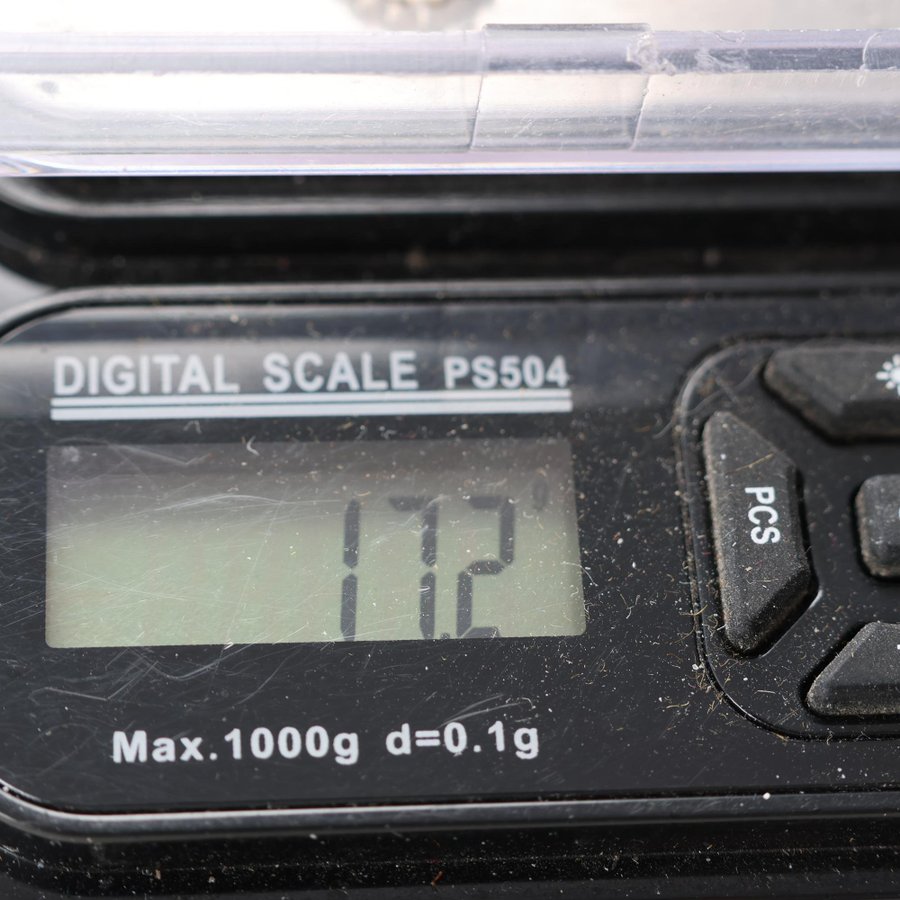 DIGITAL SCALE PS504
17.2
PCS
Max.1000g d=0.1g